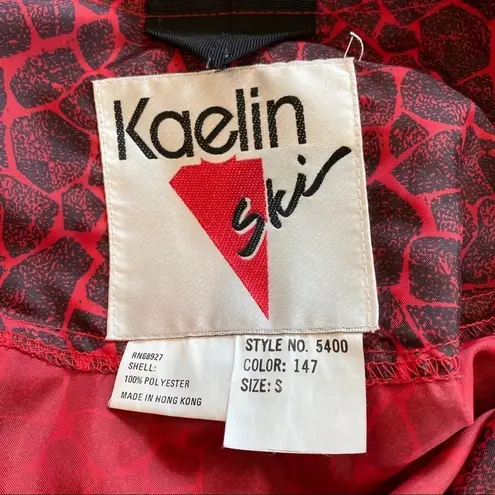 Kaelin
Ski
RN68927
SHELL:
100% POLYESTER
MADE IN HONG KONG
STYLE NO. 5400
COLOR: 147
SIZE: S